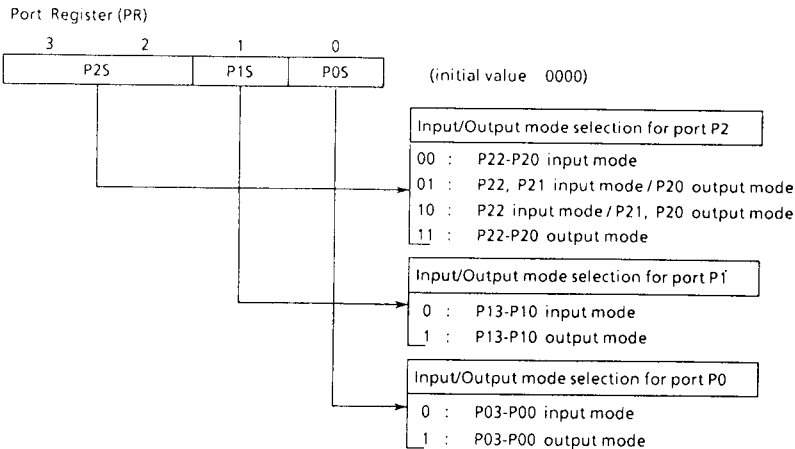 Port Register (PR)
3 2 1 0
P2S P1S P0S
(initial value 0000)
Input/Output mode selection for port P2
00 : P22-P20 input mode
01 : P22, P21 input mode / P20 output mode
10 : P22 input mode / P21, P20 output mode
11 : P22-P20 output mode
Input/Output mode selection for port P1
0 : P13-P10 input mode
1 : P13-P10 output mode
Input/Output mode selection for port P0
0 : P03-P00 input mode
1 : P03-P00 output mode